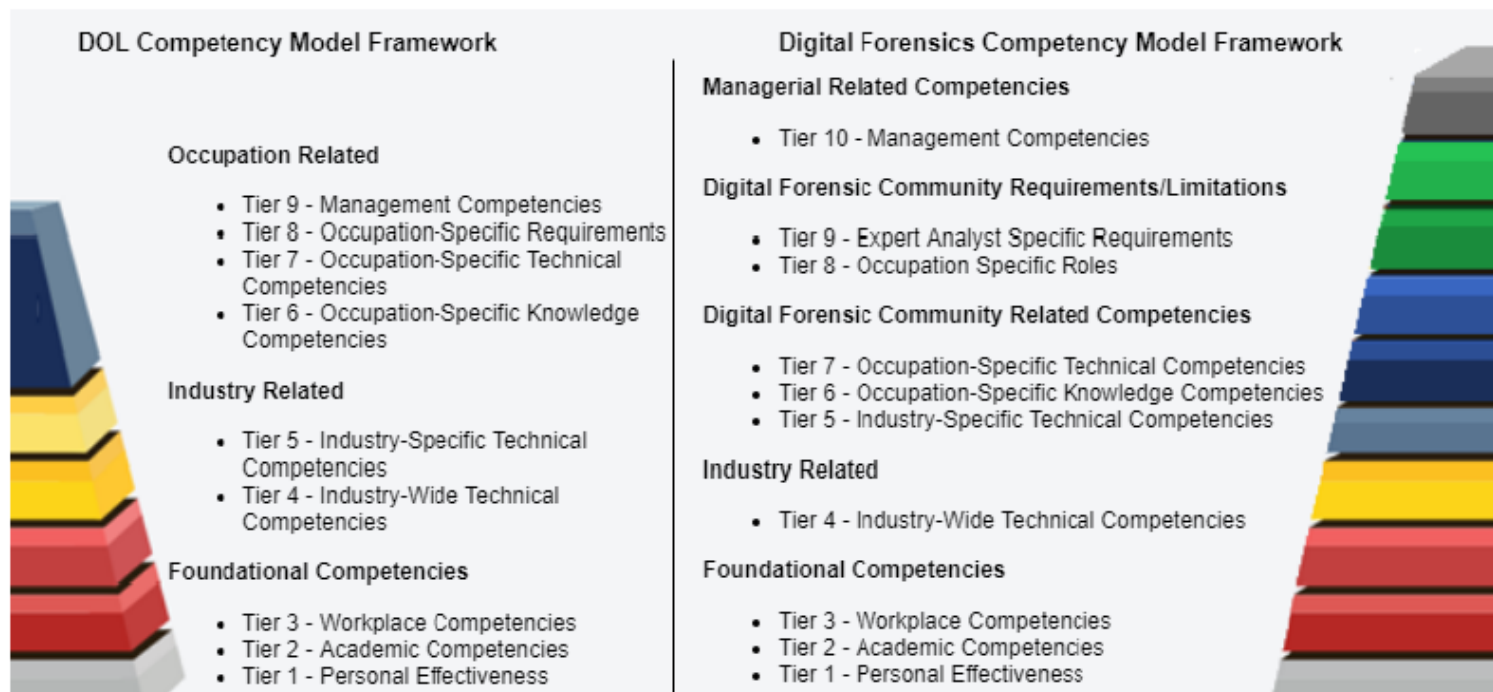 DOL Competency Model Framework
Occupation Related
• Tier 9 - Management Competencies
• Tier 8 - Occupation-Specific Requirements
• Tier 7 - Occupation-Specific Technical
Competencies
• Tier 6 - Occupation-Specific Knowledge
Competencies
Industry Related
• Tier 5 - Industry-Specific Technical
Competencies
• Tier 4 - Industry-Wide Technical
Competencies
Foundational Competencies
• Tier 3 - Workplace Competencies
• Tier 2 - Academic Competencies
• Tier 1 - Personal Effectiveness
Digital Forensics Competency Model Framework
Managerial Related Competencies
• Tier 10 - Management Competencies
Digital Forensic Community Requirements/Limitations
• Tier 9 - Expert Analyst Specific Requirements
• Tier 8 - Occupation Specific Roles
Digital Forensic Community Related Competencies
• Tier 7 - Occupation-Specific Technical Competencies
• Tier 6 - Occupation-Specific Knowledge Competencies
• Tier 5 - Industry-Specific Technical Competencies
Industry Related
• Tier 4 - Industry-Wide Technical Competencies
Foundational Competencies
• Tier 3 - Workplace Competencies
• Tier 2 - Academic Competencies
• Tier 1 - Personal Effectiveness